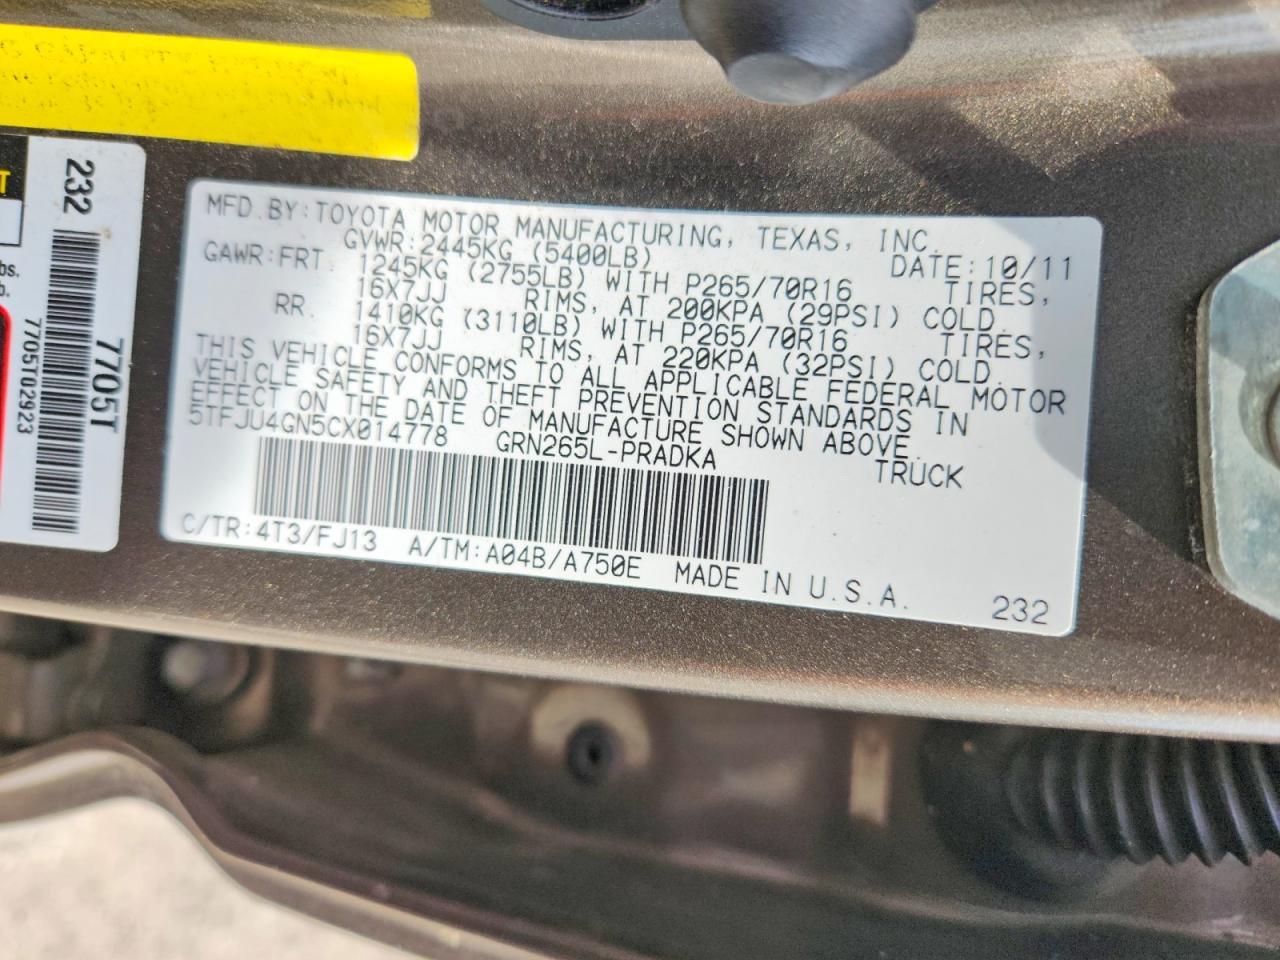 MFD. BY: TOYOTA MOTOR MANUFACTURING, TEXAS, INC.
GVWR: 2445KG (5400LB) DATE: 10/11
GAWR: FRT. 1245KG (2755LB) WITH P265/70R16 TIRES,
16X7JJ RIMS, AT 200KPA (29PSI) COLD.
RR. 1410KG (3110LB) WITH P265/70R16 TIRES,
16X7JJ RIMS, AT 220KPA (32PSI) COLD.
THIS VEHICLE CONFORMS TO ALL APPLICABLE FEDERAL MOTOR
VEHICLE SAFETY AND THEFT PREVENTION STANDARDS IN
EFFECT ON THE DATE OF MANUFACTURE SHOWN ABOVE.
5TFJU4GN5CX014778 GRN265L-PRADKA TRUCK
C/TR: 4T3/FJ13 A/TM: A04B/A750E MADE IN U.S.A.
232
232
7705T
7705T02923
T
bs.
b.